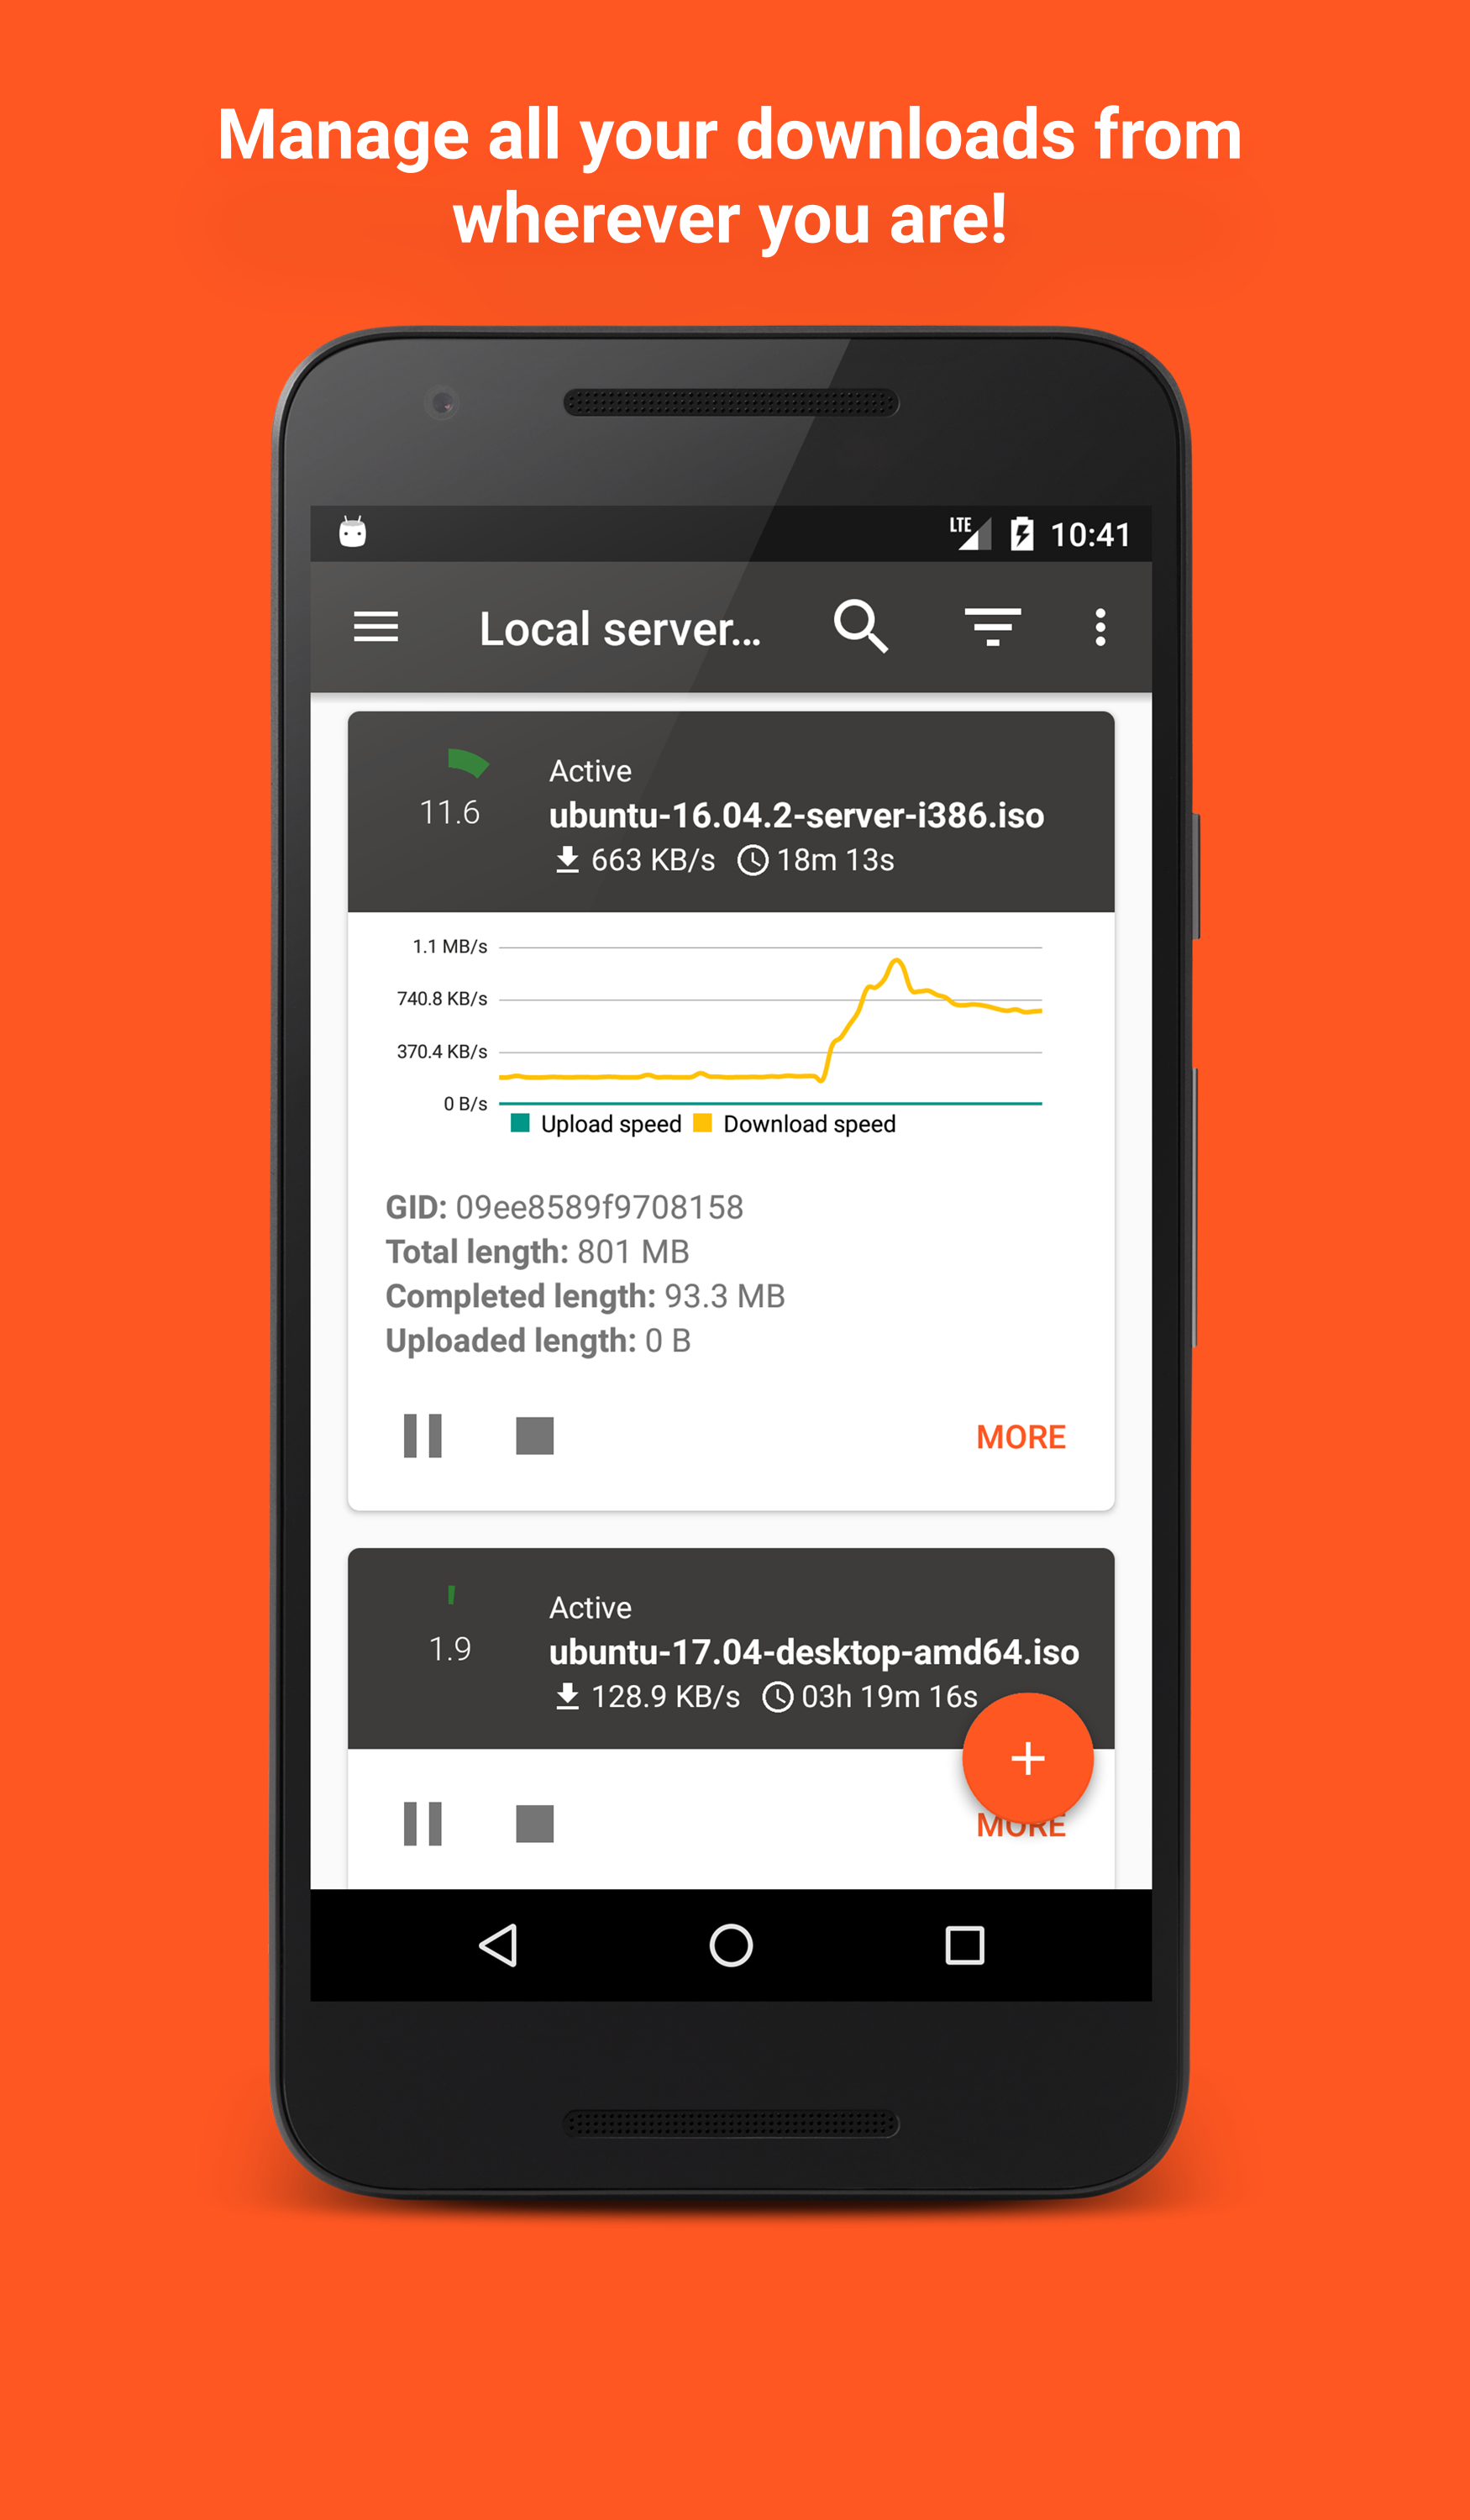 Manage all your downloads from
wherever you are!
LTE 10:41
Local server...
Active
11.6
ubuntu-16.04.2-server-i386.iso
663 KB/s 18m 13s
1.1 MB/s
740.8 KB/s
370.4 KB/s
0 B/s
Upload speed Download speed
GID: 09ee8589f9708158
Total length: 801 MB
Completed length: 93.3 MB
Uploaded length: 0 B
MORE
Active
1.9
ubuntu-17.04-desktop-amd64.iso
128.9 KB/s 03h 19m 16s
+
MORE